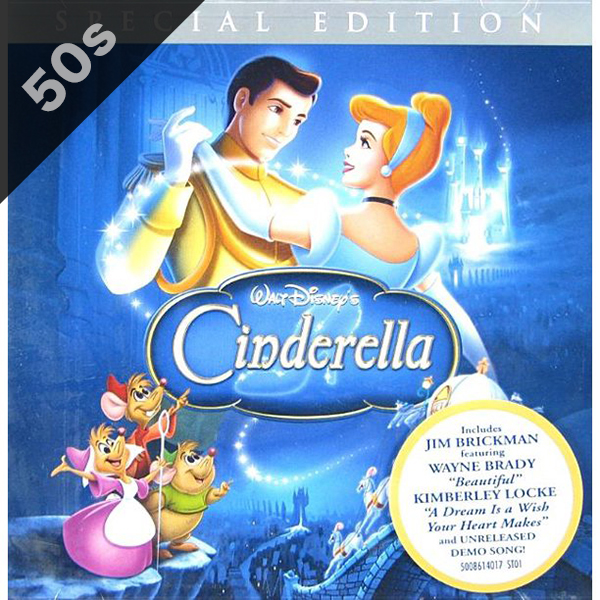 SPECIAL EDITION
50s
WALT DISNEY'S
Cinderella
Includes
JIM BRICKMAN
featuring
WAYNE BRADY
"Beautiful"
KIMBERLEY LOCKE
"A Dream Is a Wish
Your Heart Makes"
and UNRELEASED
DEMO SONG!
5008614017 ST01